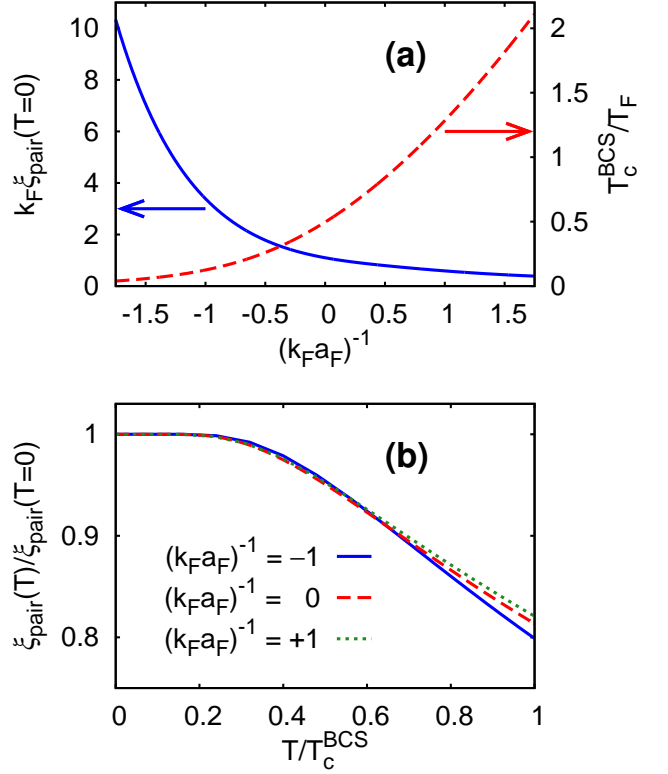 (a)
k_Fξ_pair(T=0)
10
8
6
4
2
0
T_c^BCS/T_F
2
1.5
1
0.5
0
-1.5 -1 -0.5 0 0.5 1 1.5
(k_Fa_F)^-1
(b)
ξ_pair(T)/ξ_pair(T=0)
1
0.9
0.8
(k_Fa_F)^-1 = −1
(k_Fa_F)^-1 = 0
(k_Fa_F)^-1 = +1
0 0.2 0.4 0.6 0.8 1
T/T_c^BCS